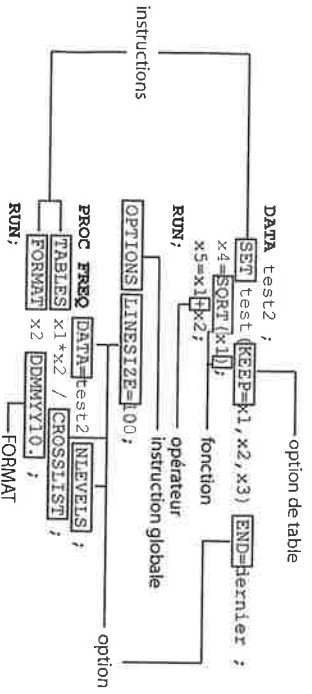 option de table
DATA test2 ;
SET test (KEEP=x1,x2,x3) END=dernier ;
x4=SQRT(x1);
x5=x1+x2;
RUN;
fonction
opérateur
instructions
instruction globale
OPTIONS LINESIZE=100;
option
PROC FREQ DATA=test2 NLEVELS ;
TABLES x1*x2 / CROSSLIST ;
FORMAT x2 DDMMYY10. ;
RUN;
FORMAT